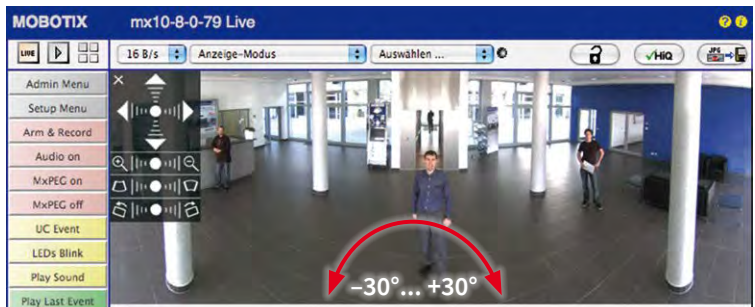 MOBOTIX mx10-8-0-79 Live
LIVE 16 B/s Anzeige-Modus Auswählen ... HiQ JPG
Admin Menu
Setup Menu
Arm & Record
Audio on
MxPEG on
MxPEG off
UC Event
LEDs Blink
Play Sound
Play Last Event
–30°... +30°